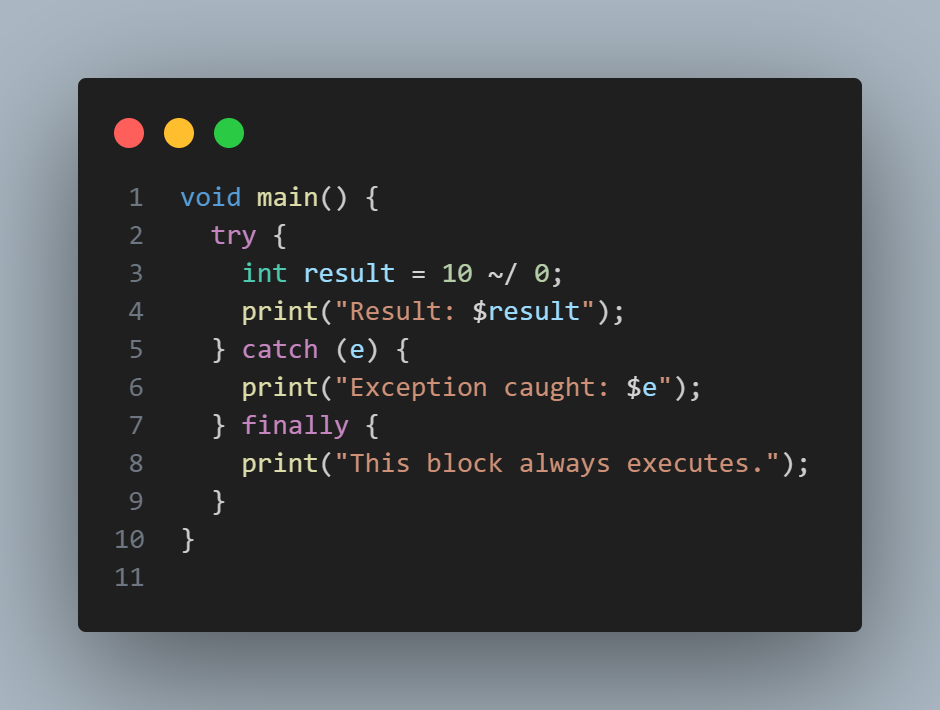 1 void main() {
2   try {
3     int result = 10 ~/ 0;
4     print("Result: $result");
5   } catch (e) {
6     print("Exception caught: $e");
7   } finally {
8     print("This block always executes.");
9   }
10 }
11